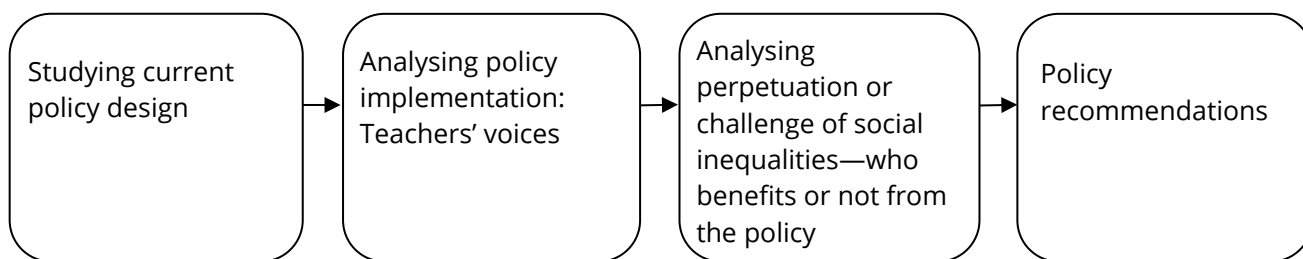 Studying current
policy design
Analysing policy
implementation:
Teachers’ voices
Analysing
perpetuation or
challenge of social
inequalities—who
benefits or not from
the policy
Policy
recommendations